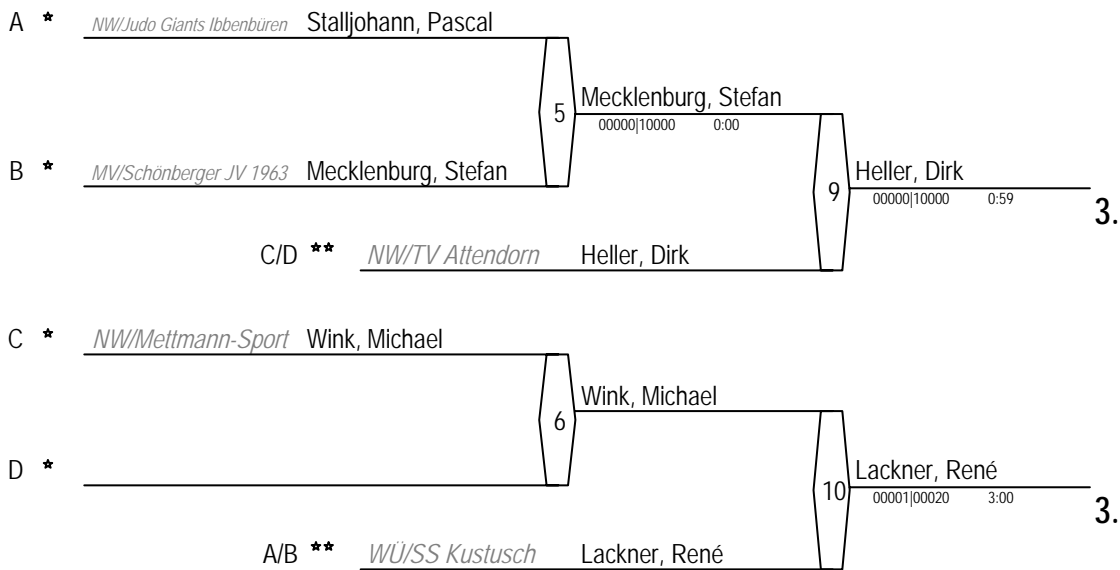 A * NW/Judo Giants Ibbenbüren Stalljohann, Pascal
5 Mecklenburg, Stefan
00000|10000 0:00
B * MV/Schönberger JV 1963 Mecklenburg, Stefan
9 Heller, Dirk
00000|10000 0:59
3.
C/D ** NW/TV Attendorn Heller, Dirk
C * NW/Mettmann-Sport Wink, Michael
6 Wink, Michael
D *
10 Lackner, René
00001|00020 3:00
3.
A/B ** WÜ/SS Kustusch Lackner, René